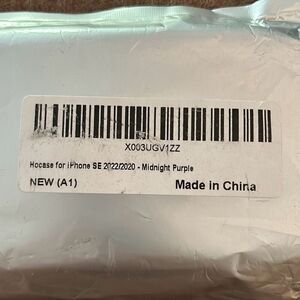 X003UGV1ZZ
Hocase for iPhone SE 2022/2020 - Midnight Purple
NEW (A1)
Made in China